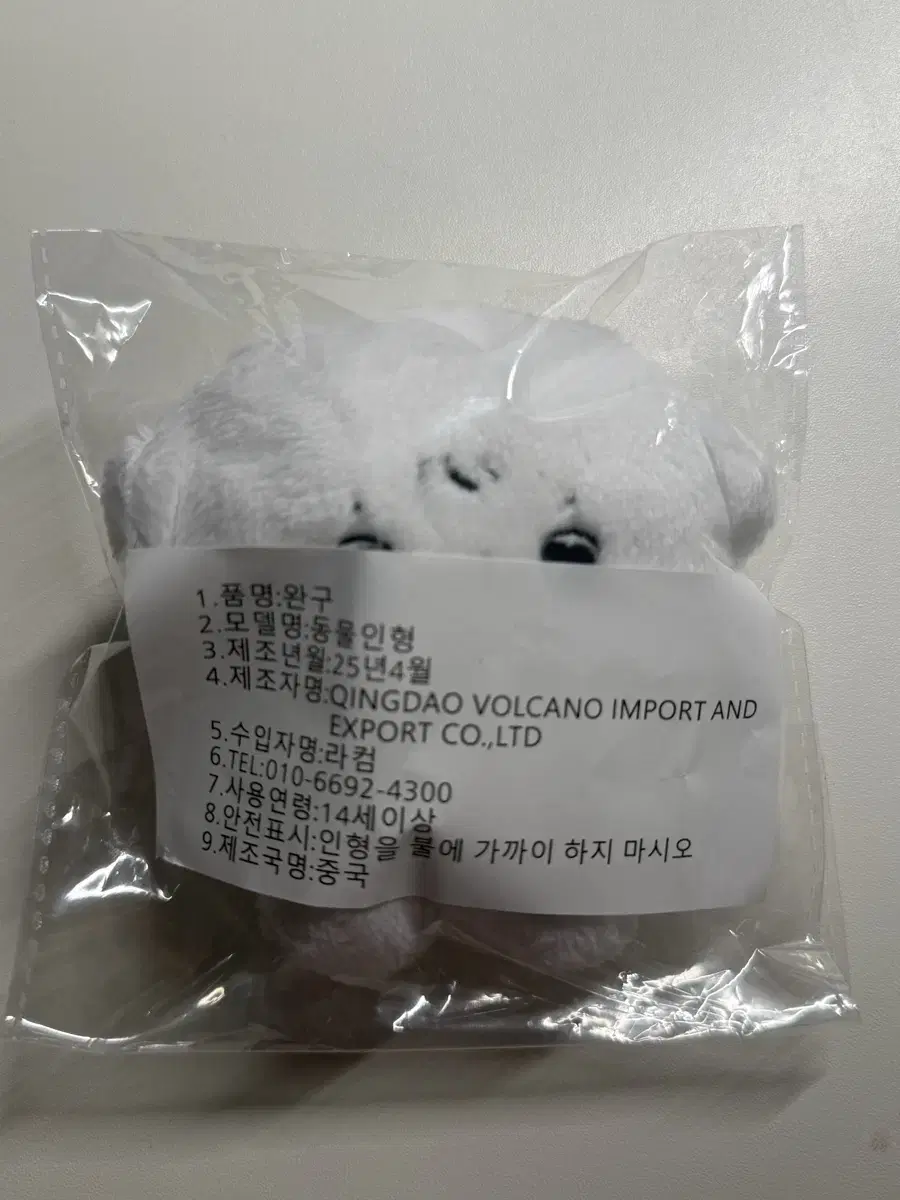 1.품명:완구
2.모델명:동물인형
3.제조년월:25년4월
4.제조자명:QINGDAO VOLCANO IMPORT AND
EXPORT CO.,LTD
5.수입자명:라컴
6.TEL:010-6692-4300
7.사용연령:14세이상
8.안전표시:인형을 불에 가까이 하지 마시오
9.제조국명:중국